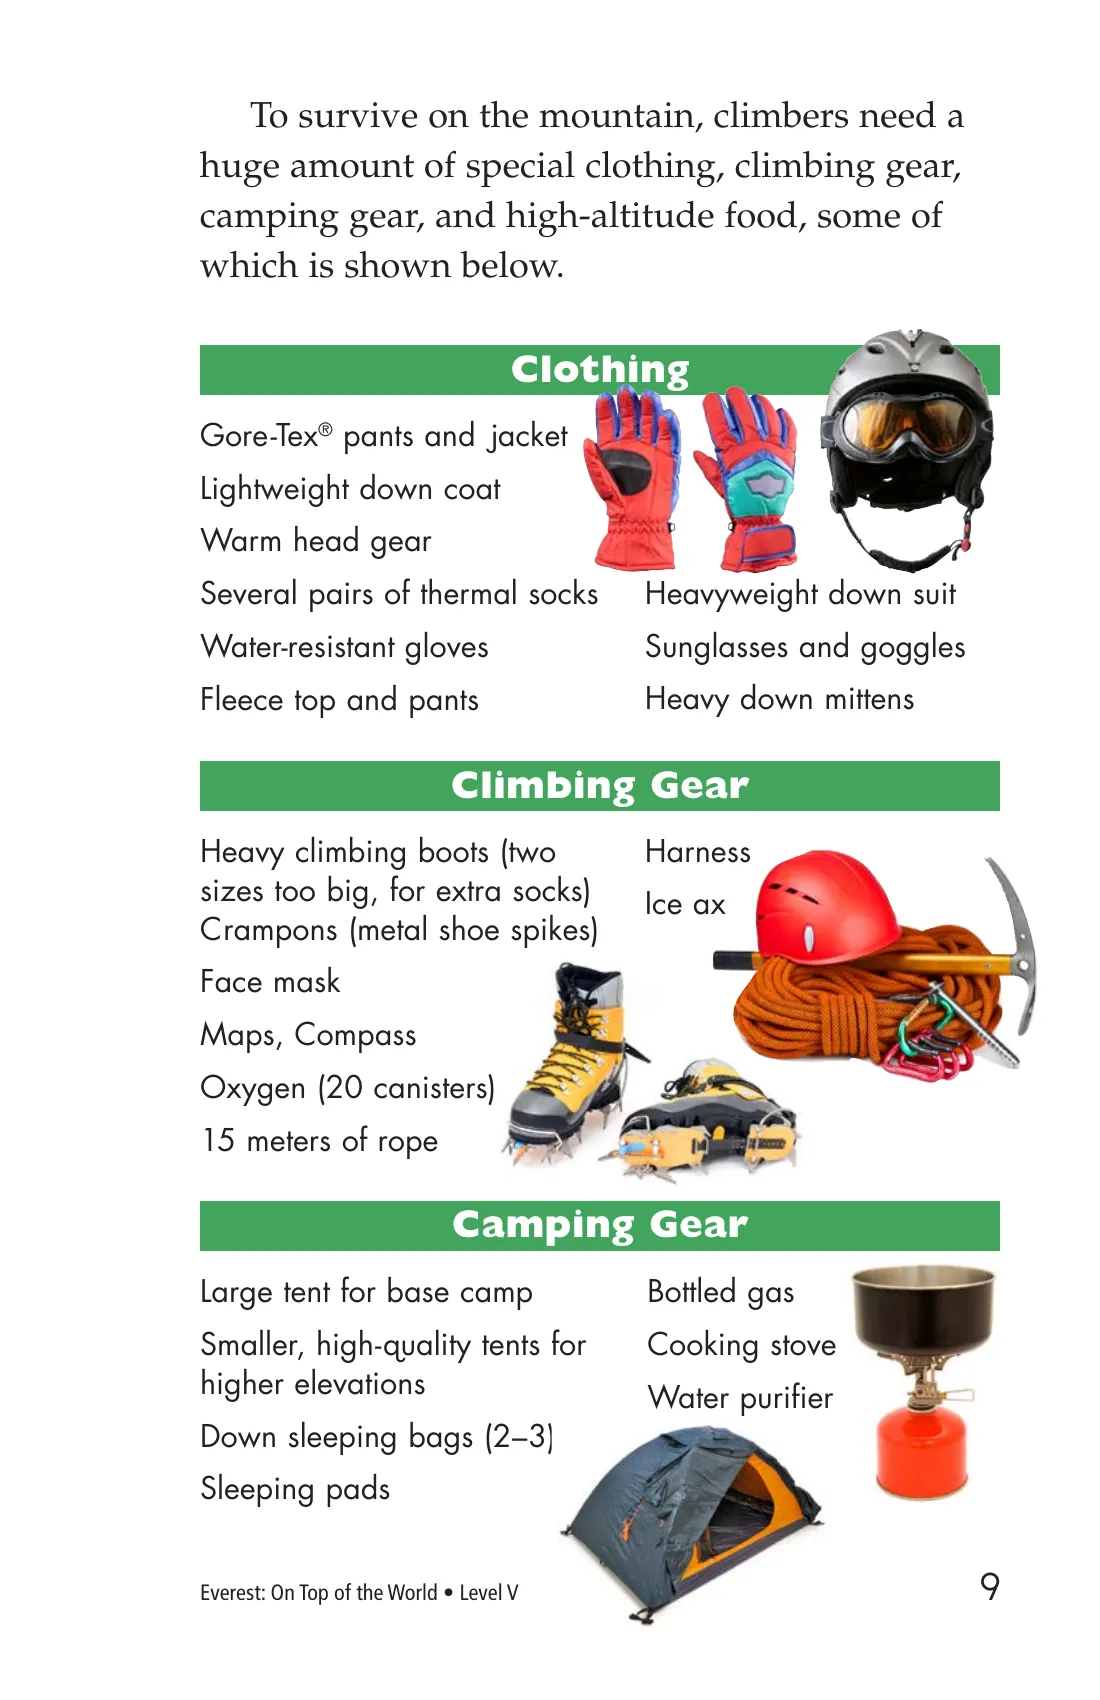 To survive on the mountain, climbers need a
huge amount of special clothing, climbing gear,
camping gear, and high-altitude food, some of
which is shown below.
Clothing
Gore-Tex® pants and jacket
Lightweight down coat
Warm head gear
Several pairs of thermal socks
Water-resistant gloves
Fleece top and pants
Heavyweight down suit
Sunglasses and goggles
Heavy down mittens
Climbing Gear
Heavy climbing boots (two
sizes too big, for extra socks)
Crampons (metal shoe spikes)
Face mask
Maps, Compass
Oxygen (20 canisters)
15 meters of rope
Harness
Ice ax
Camping Gear
Large tent for base camp
Smaller, high-quality tents for
higher elevations
Down sleeping bags (2–3)
Sleeping pads
Bottled gas
Cooking stove
Water purifier
Everest: On Top of the World • Level V
9